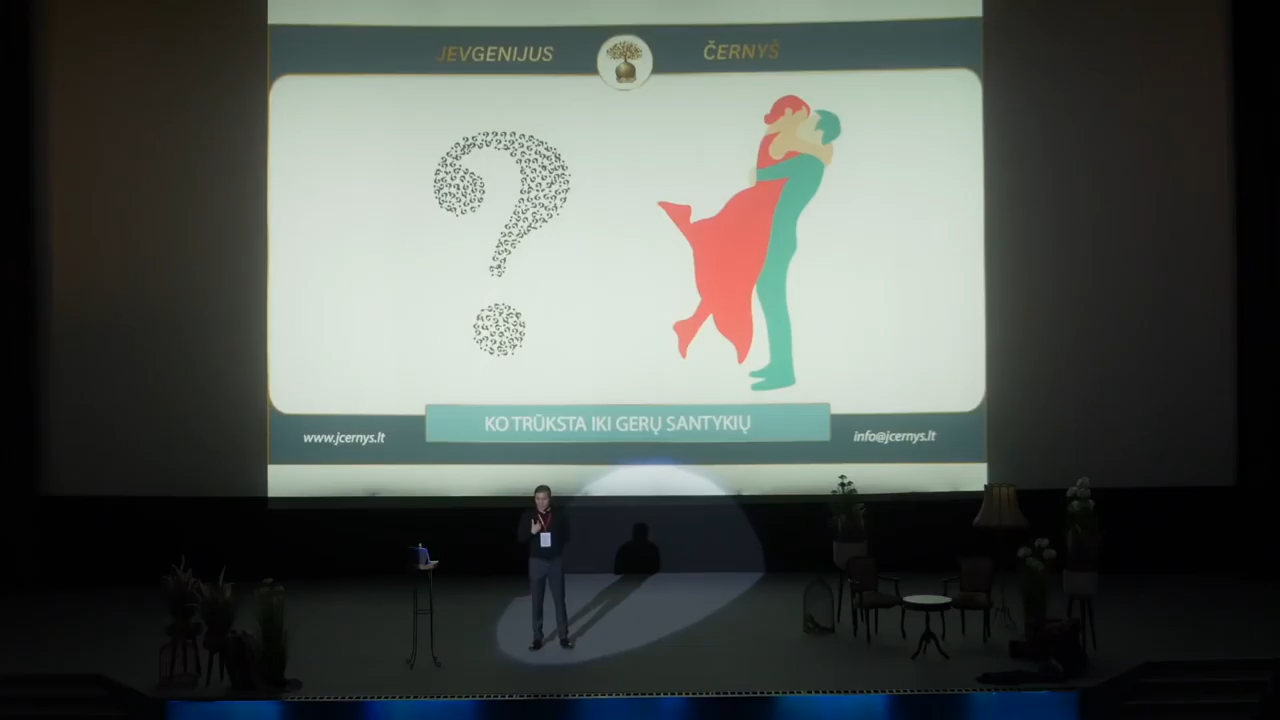 JEVGENIJUS ČERNYŠ
KO TRŪKSTA IKI GERŲ SANTYKIŲ
www.jcernys.lt
info@jcernys.lt